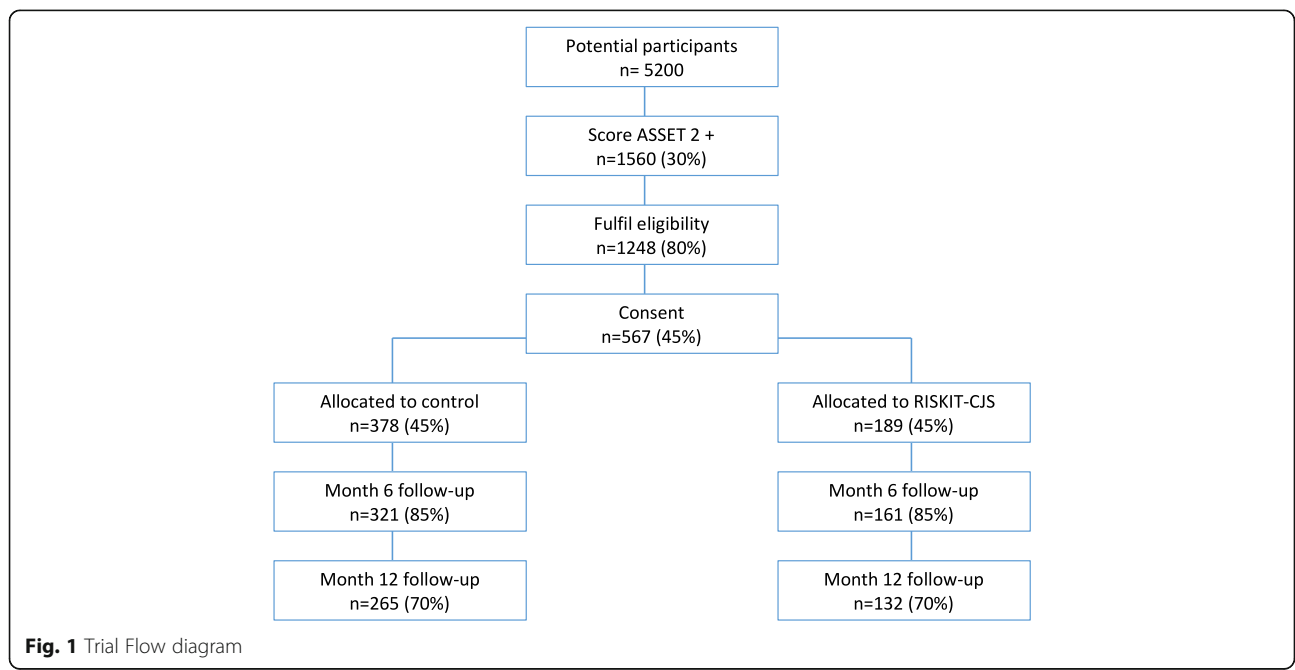 Potential participants
n= 5200
Score ASSET 2 +
n=1560 (30%)
Fulfil eligibility
n=1248 (80%)
Consent
n=567 (45%)
Allocated to control
n=378 (45%)
Allocated to RISKIT-CJS
n=189 (45%)
Month 6 follow-up
n=321 (85%)
Month 6 follow-up
n=161 (85%)
Month 12 follow-up
n=265 (70%)
Month 12 follow-up
n=132 (70%)
Fig. 1 Trial Flow diagram